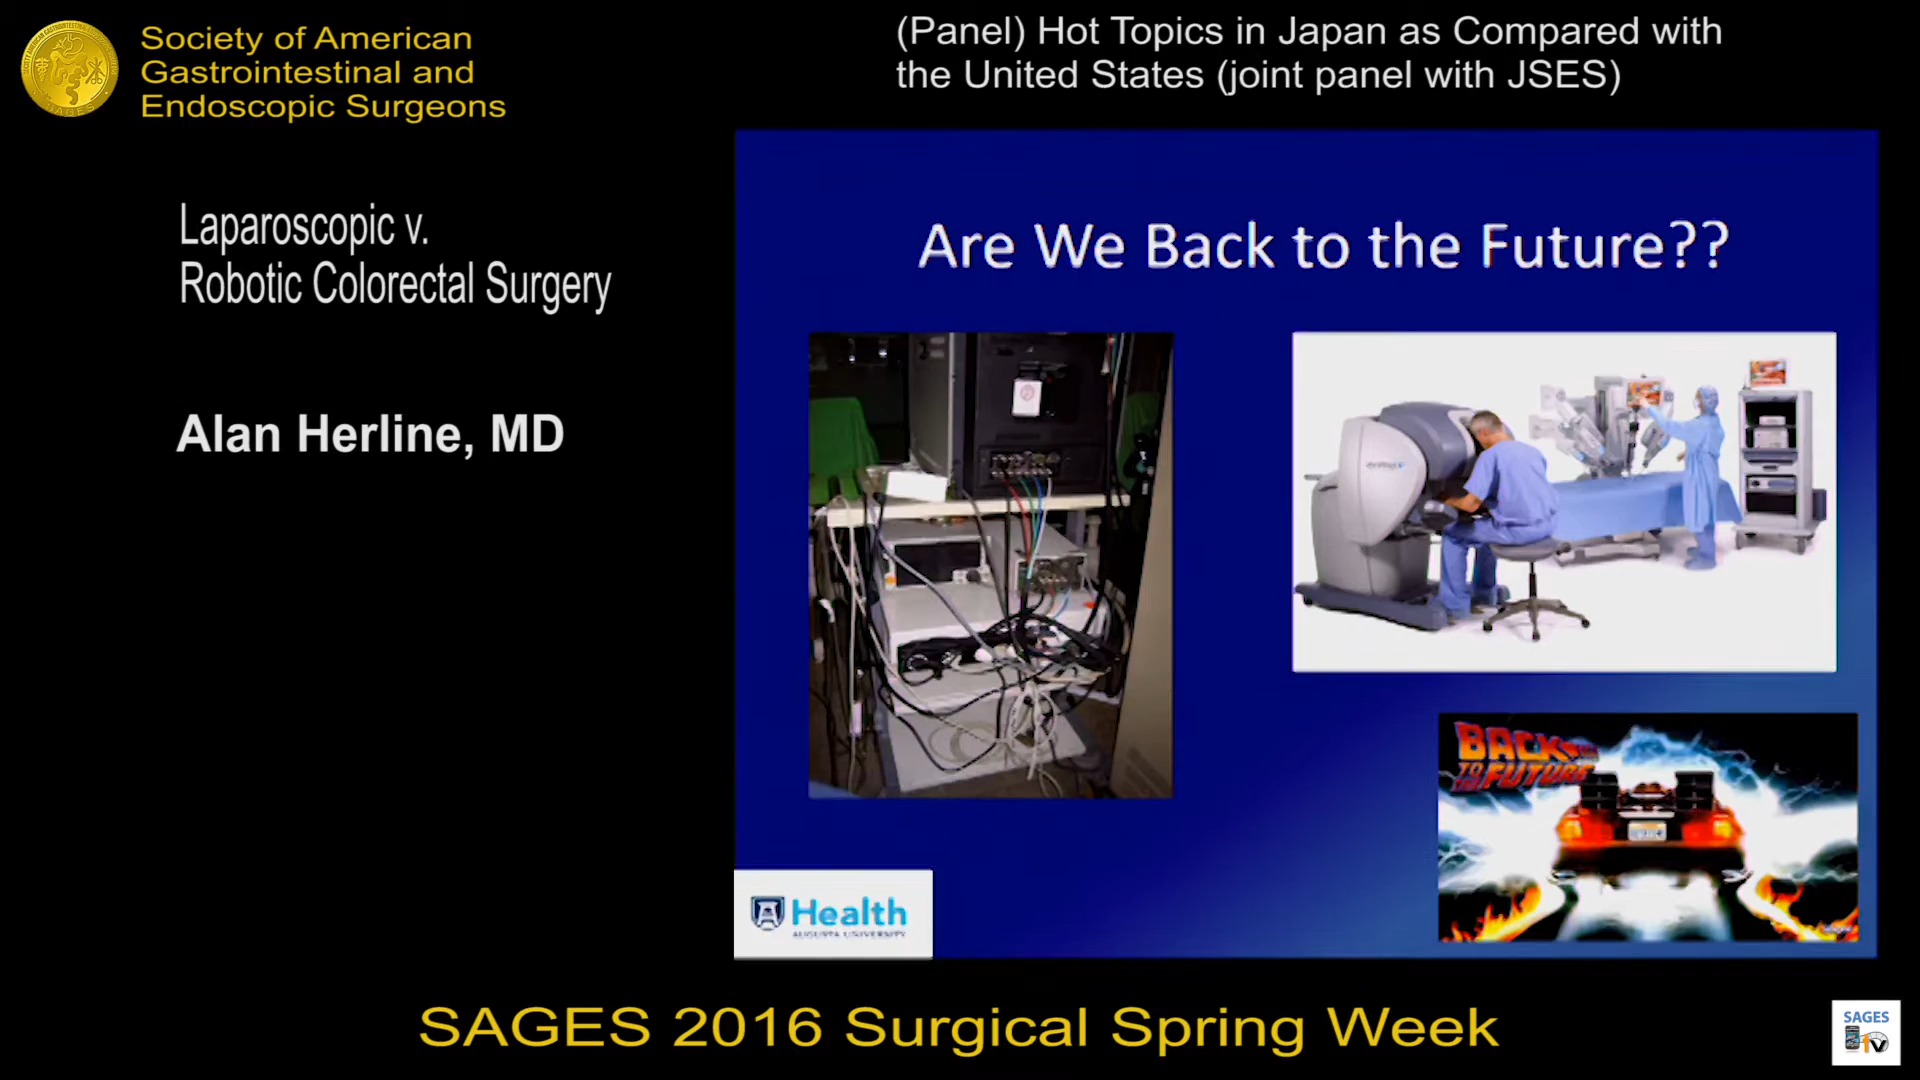 Society of American
Gastrointestinal and
Endoscopic Surgeons
SAGES
(Panel) Hot Topics in Japan as Compared with
the United States (joint panel with JSES)
Laparoscopic v.
Robotic Colorectal Surgery
Alan Herline, MD
Are We Back to the Future??
BACK
TO THE FUTURE
Health
AUGUSTA UNIVERSITY
SAGES 2016 Surgical Spring Week
SAGES
TV